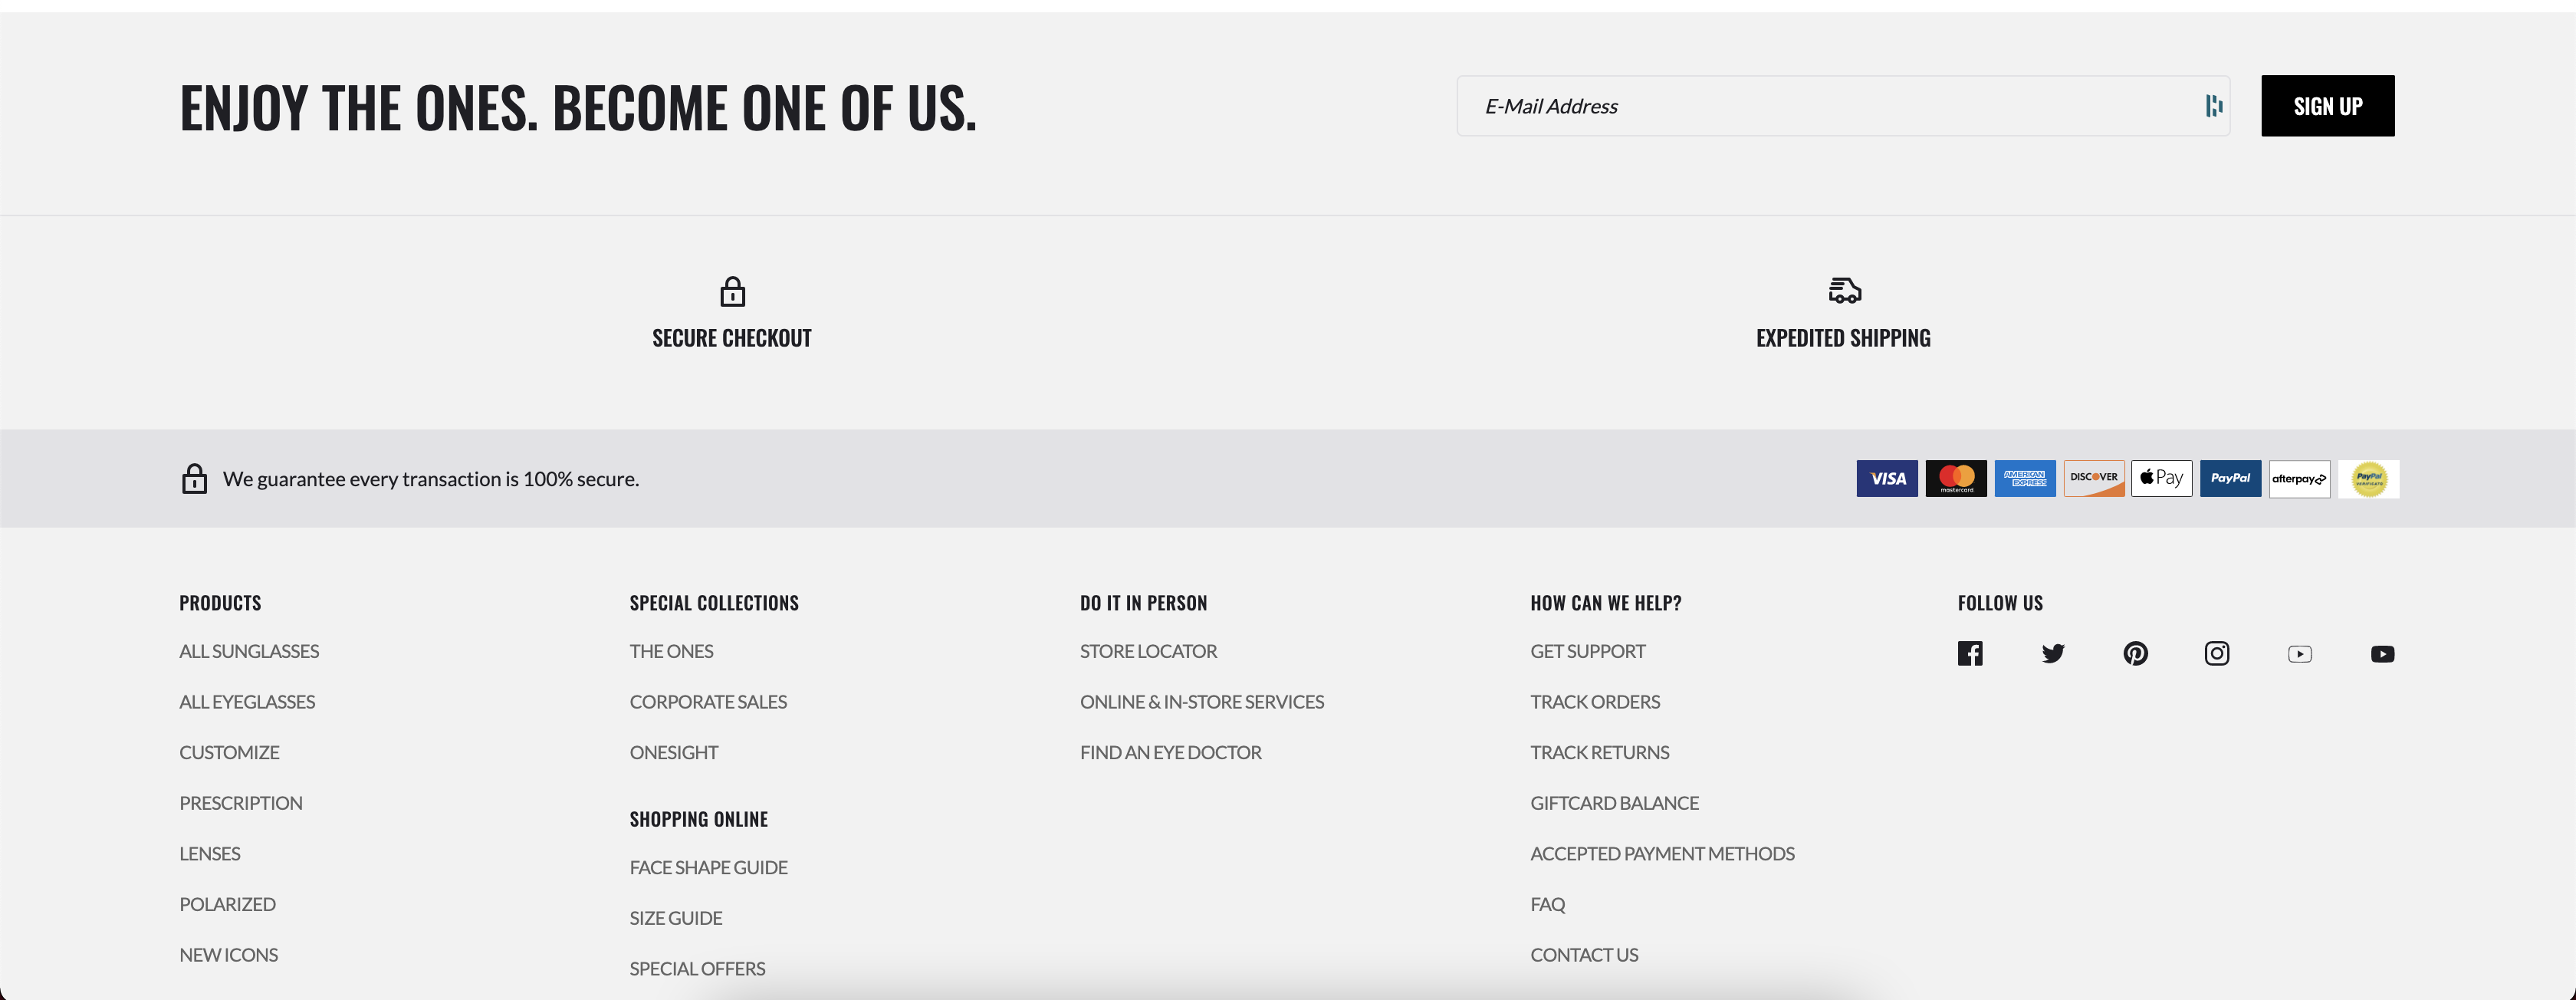 ENJOY THE ONES. BECOME ONE OF US.
E-Mail Address
SIGN UP
SECURE CHECKOUT
EXPEDITED SHIPPING
We guarantee every transaction is 100% secure.
VISA
mastercard
AMERICAN
EXPRESS
DISCOVER
Pay
PayPal
afterpay
PayPal
VERIFIED
PRODUCTS
ALL SUNGLASSES
ALL EYEGLASSES
CUSTOMIZE
PRESCRIPTION
LENSES
POLARIZED
NEW ICONS
SPECIAL COLLECTIONS
THE ONES
CORPORATE SALES
ONESIGHT
SHOPPING ONLINE
FACE SHAPE GUIDE
SIZE GUIDE
SPECIAL OFFERS
DO IT IN PERSON
STORE LOCATOR
ONLINE & IN-STORE SERVICES
FIND AN EYE DOCTOR
HOW CAN WE HELP?
GET SUPPORT
TRACK ORDERS
TRACK RETURNS
GIFTCARD BALANCE
ACCEPTED PAYMENT METHODS
FAQ
CONTACT US
FOLLOW US